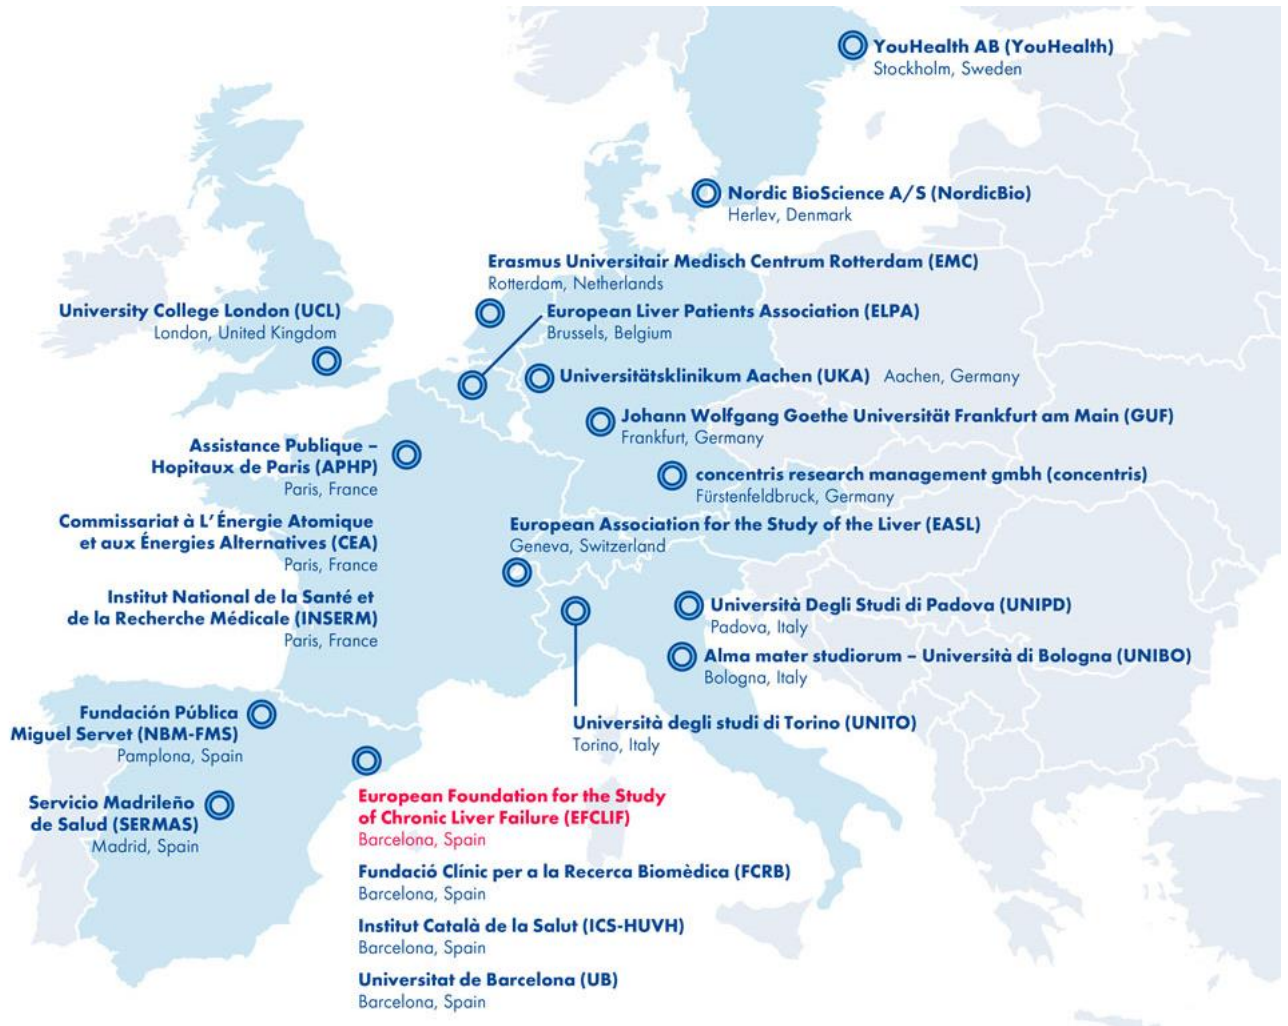 YouHealth AB (YouHealth)
Stockholm, Sweden
Nordic BioScience A/S (NordicBio)
Herlev, Denmark
Erasmus Universitair Medisch Centrum Rotterdam (EMC)
Rotterdam, Netherlands
University College London (UCL)
London, United Kingdom
European Liver Patients Association (ELPA)
Brussels, Belgium
Universitätsklinikum Aachen (UKA) Aachen, Germany
Johann Wolfgang Goethe Universität Frankfurt am Main (GUF)
Frankfurt, Germany
Assistance Publique –
Hopitaux de Paris (APHP)
Paris, France
concentris research management gmbh (concentris)
Fürstenfeldbruck, Germany
Commissariat à L'Énergie Atomique
et aux Énergies Alternatives (CEA)
Paris, France
European Association for the Study of the Liver (EASL)
Geneva, Switzerland
Institut National de la Santé et
de la Recherche Médicale (INSERM)
Paris, France
Università Degli Studi di Padova (UNIPD)
Padova, Italy
Alma mater studiorum – Università di Bologna (UNIBO)
Bologna, Italy
Fundación Pública
Miguel Servet (NBM-FMS)
Pamplona, Spain
Università degli studi di Torino (UNITO)
Torino, Italy
Servicio Madrileño
de Salud (SERMAS)
Madrid, Spain
European Foundation for the Study
of Chronic Liver Failure (EFCLIF)
Barcelona, Spain
Fundació Clínic per a la Recerca Biomèdica (FCRB)
Barcelona, Spain
Institut Català de la Salut (ICS-HUVH)
Barcelona, Spain
Universitat de Barcelona (UB)
Barcelona, Spain